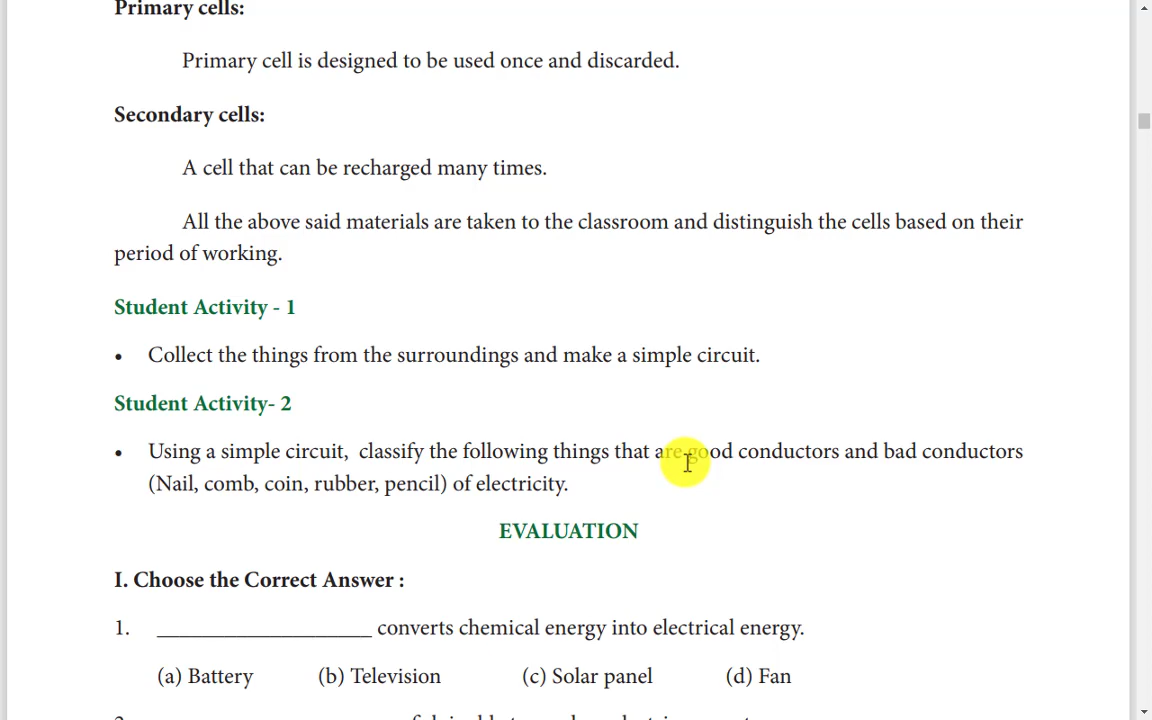 Primary cells:
Primary cell is designed to be used once and discarded.
Secondary cells:
A cell that can be recharged many times.
All the above said materials are taken to the classroom and distinguish the cells based on their
period of working.
Student Activity - 1
• Collect the things from the surroundings and make a simple circuit.
Student Activity- 2
• Using a simple circuit, classify the following things that are good conductors and bad conductors
(Nail, comb, coin, rubber, pencil) of electricity.
EVALUATION
I. Choose the Correct Answer :
1. ____________________ converts chemical energy into electrical energy.
(a) Battery (b) Television (c) Solar panel (d) Fan